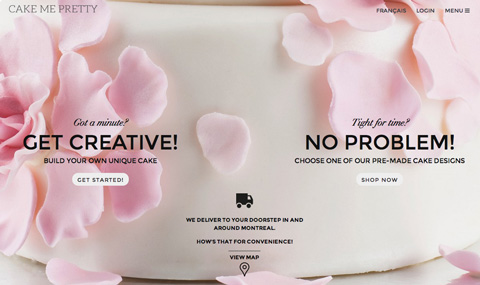 CAKE ME PRETTY
FRANÇAIS LOGIN MENU
Got a minute?
GET CREATIVE!
BUILD YOUR OWN UNIQUE CAKE
GET STARTED!
Tight for time?
NO PROBLEM!
CHOOSE ONE OF OUR PRE-MADE CAKE DESIGNS
SHOP NOW
WE DELIVER TO YOUR DOORSTEP IN AND
AROUND MONTREAL.
HOW'S THAT FOR CONVENIENCE!
VIEW MAP